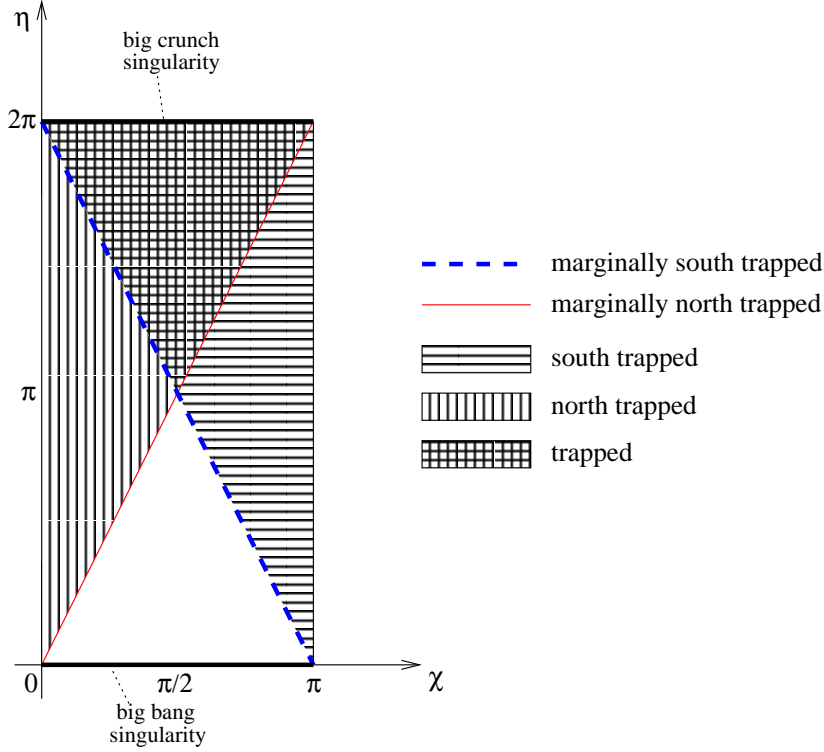 η
big crunch
singularity
2π
marginally south trapped
marginally north trapped
south trapped
π
north trapped
trapped
0
π/2
π
χ
big bang
singularity